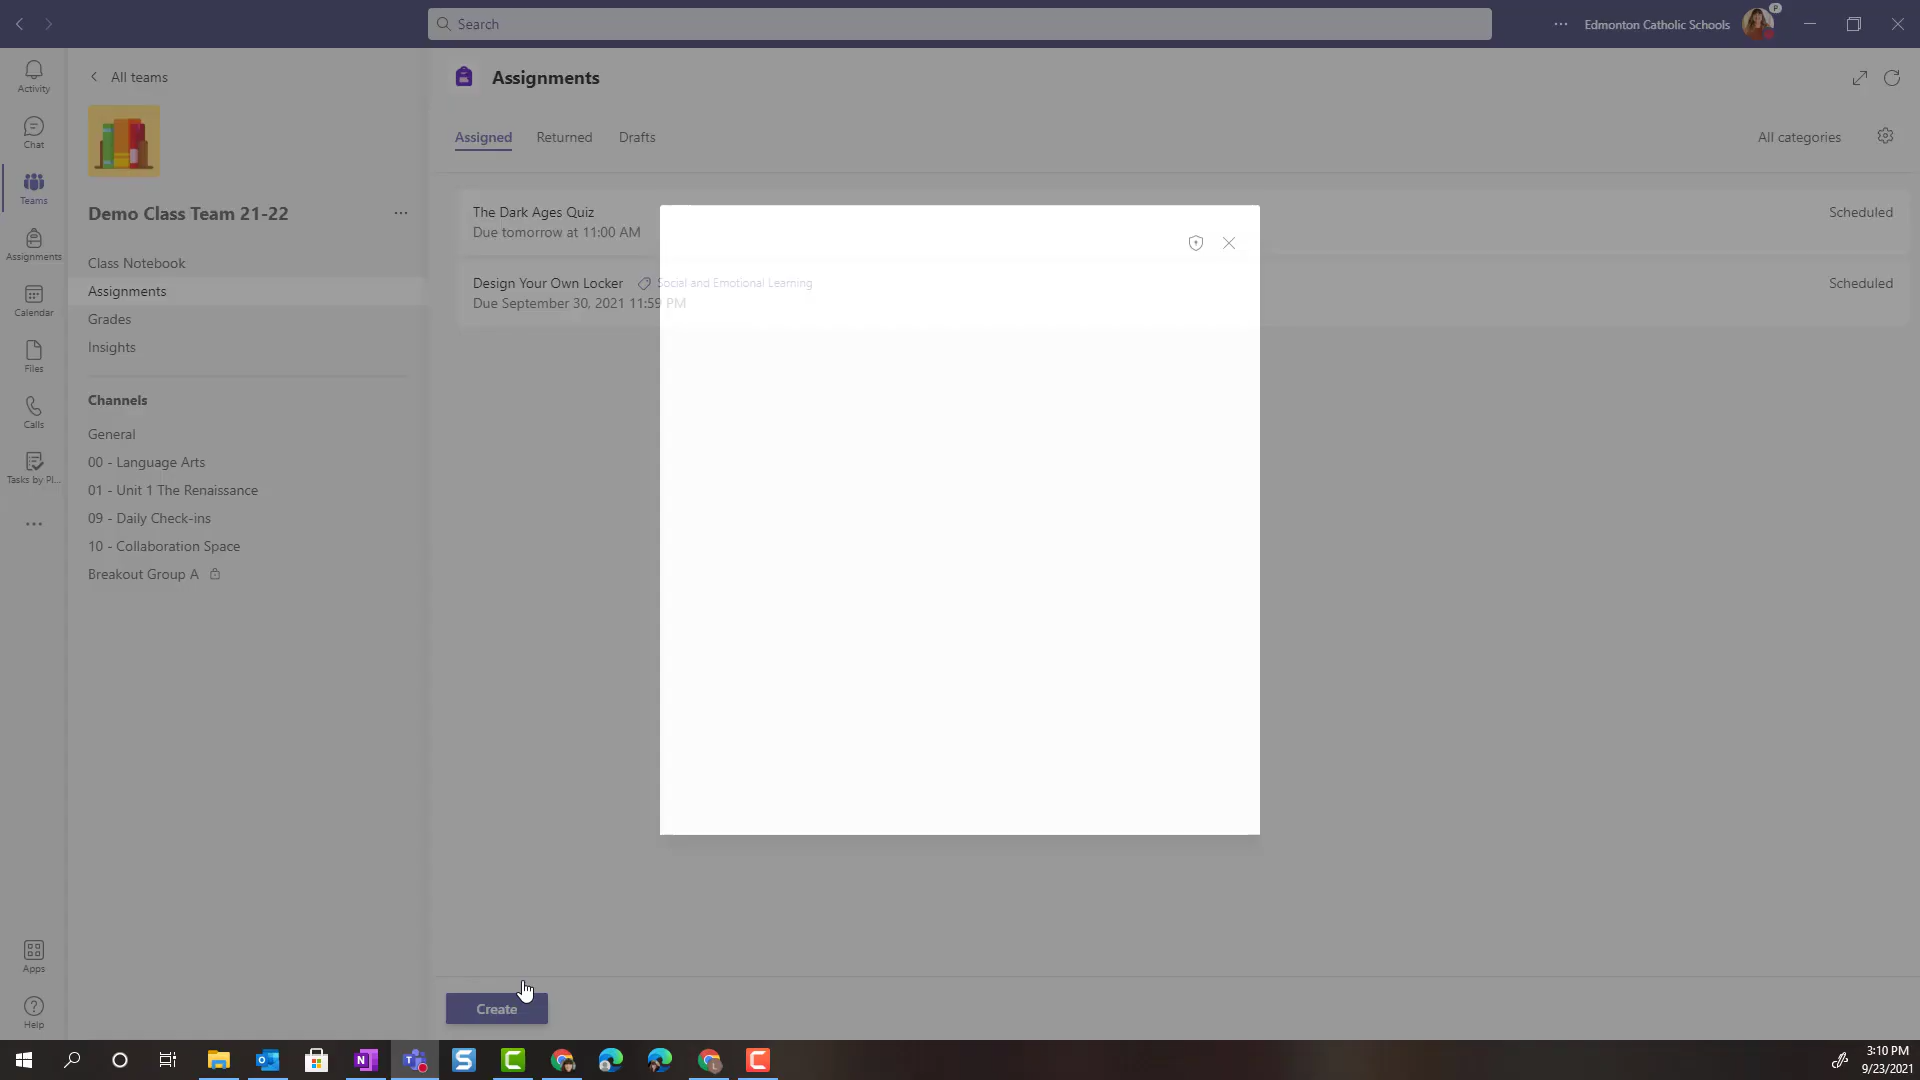 Search
Edmonton Catholic Schools
P
Activity
Chat
Teams
Assignments
Calendar
Files
Calls
Tasks by Pl...
Apps
Help
All teams
Demo Class Team 21-22
Class Notebook
Assignments
Grades
Insights
Channels
General
00 - Language Arts
01 - Unit 1 The Renaissance
09 - Daily Check-ins
10 - Collaboration Space
Breakout Group A
Assignments
Assigned Returned Drafts
All categories
The Dark Ages Quiz
Scheduled
Due tomorrow at 11:00 AM
Design Your Own Locker Social and Emotional Learning
Scheduled
Due September 30, 2021 11:59 PM
Create
3:10 PM
9/23/2021